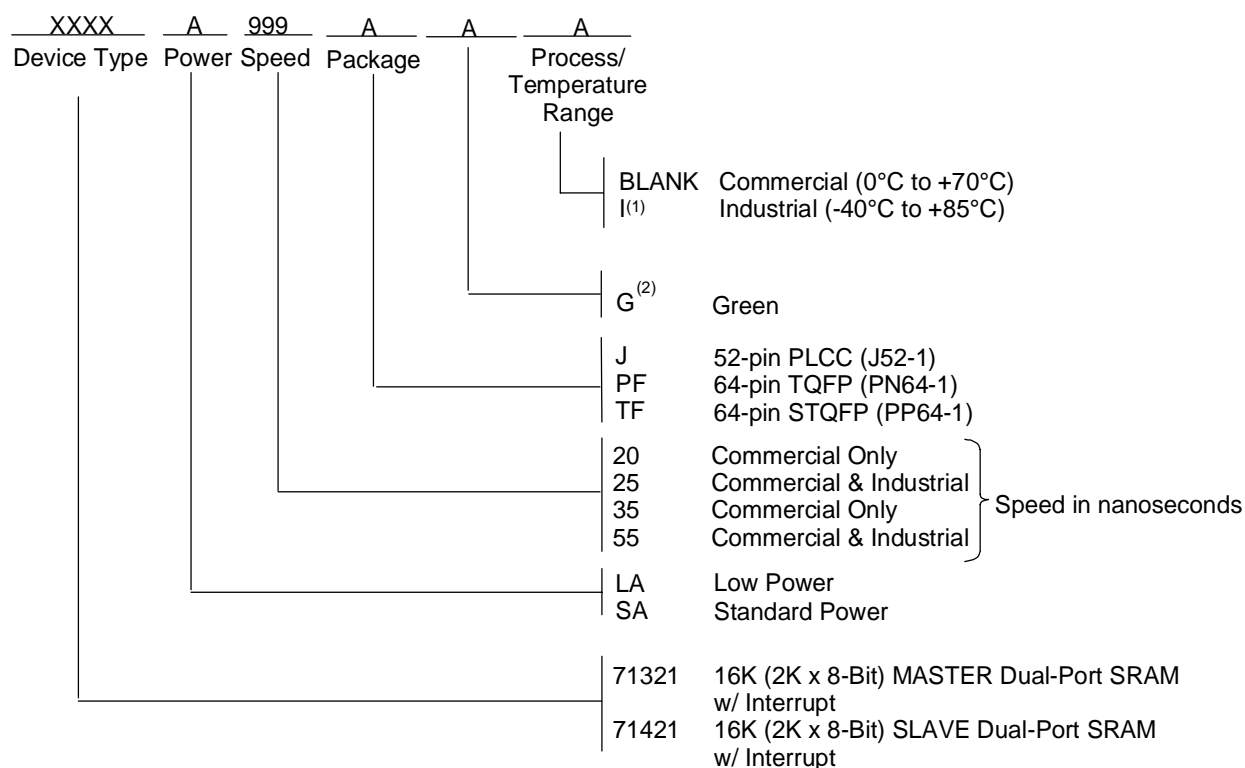 XXXX A 999 A A A
Device Type Power Speed Package Process/
Temperature
Range
BLANK Commercial (0°C to +70°C)
I(1) Industrial (-40°C to +85°C)
G(2) Green
J 52-pin PLCC (J52-1)
PF 64-pin TQFP (PN64-1)
TF 64-pin STQFP (PP64-1)
20 Commercial Only
25 Commercial & Industrial
35 Commercial Only
55 Commercial & Industrial
Speed in nanoseconds
LA Low Power
SA Standard Power
71321 16K (2K x 8-Bit) MASTER Dual-Port SRAM
w/ Interrupt
71421 16K (2K x 8-Bit) SLAVE Dual-Port SRAM
w/ Interrupt